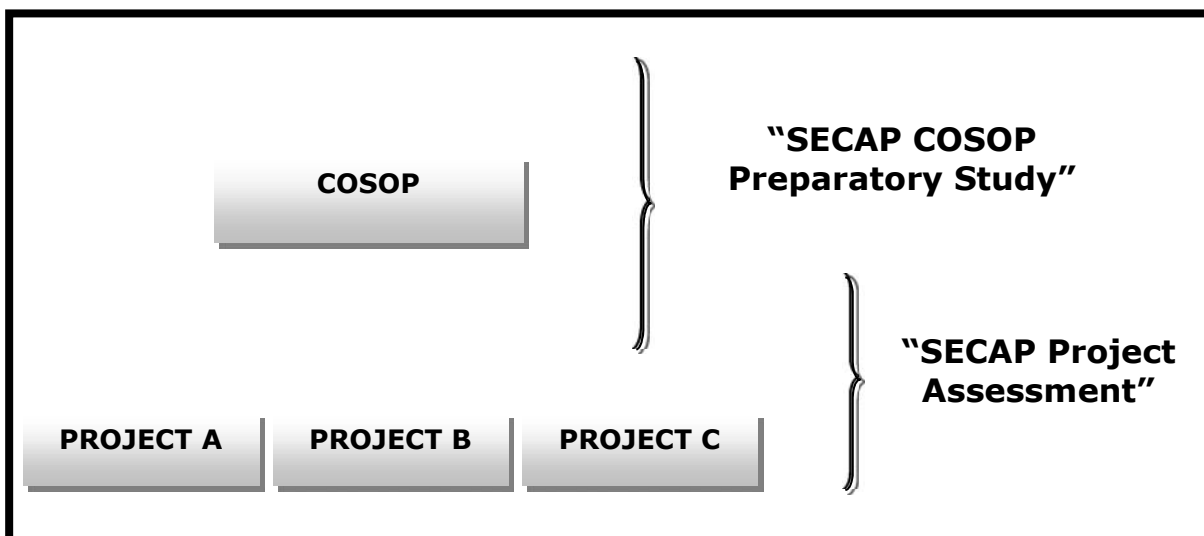 “SECAP COSOP
Preparatory Study”
COSOP
“SECAP Project
Assessment”
PROJECT A
PROJECT B
PROJECT C